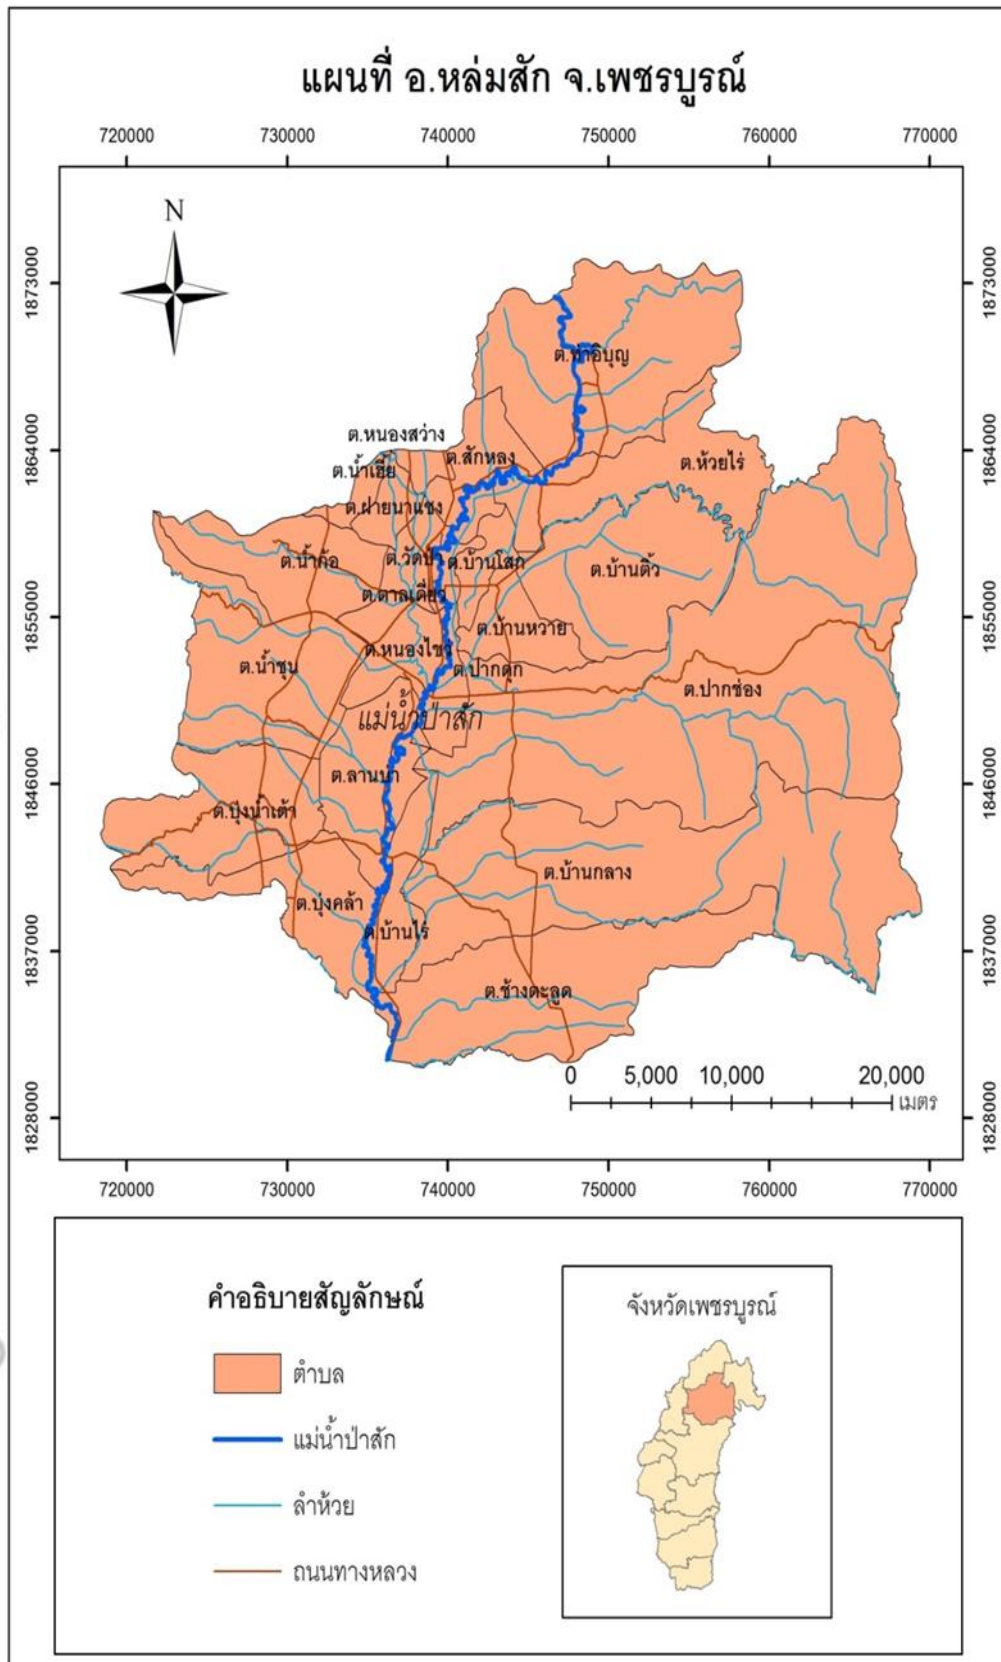 แผนที่ อ.หล่มสัก จ.เพชรบูรณ์
720000 730000 740000 750000 760000 770000
N
1873000 1873000
ต.ท่าอิบุญ
ต.หนองสว่าง
1864000 1864000
ต.สักหลง
ต.ห้วยไร่
ต.น้ำเฮี้ย
ต.ฝายนาแซง
ต.น้ำก้อ
ต.วัดป่า
ต.บ้านโสก
ต.บ้านติ้ว
ต.ตาลเดี่ยว
1855000 1855000
ต.บ้านหวาย
ต.หนองไขว่
ต.น้ำชุน
ต.ปากดุก
ต.ปากช่อง
แม่น้ำป่าสัก
ต.ลานบ่า
1846000 1846000
ต.บุ่งน้ำเต้า
ต.บ้านกลาง
ต.บุ่งคล้า
ต.บ้านไร่
1837000 1837000
ต.ช้างตะลูด
0 5,000 10,000 20,000
เมตร
1828000 1828000
720000 730000 740000 750000 760000 770000
คำอธิบายสัญลักษณ์
ตำบล
แม่น้ำป่าสัก
ลำห้วย
ถนนทางหลวง
จังหวัดเพชรบูรณ์